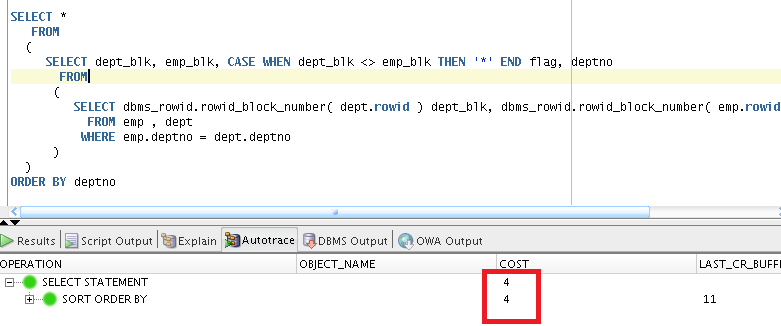 SELECT *
FROM
(
SELECT dept_blk, emp_blk, CASE WHEN dept_blk <> emp_blk THEN '*' END flag, deptno
FROM
(
SELECT dbms_rowid.rowid_block_number( dept.rowid ) dept_blk, dbms_rowid.rowid_block_number( emp.rowid
FROM emp , dept
WHERE emp.deptno = dept.deptno
)
)
ORDER BY deptno
Results Script Output Explain Autotrace DBMS Output OWA Output
OPERATION OBJECT_NAME COST LAST_CR_BUFFE
SELECT STATEMENT 4
SORT ORDER BY 4 11